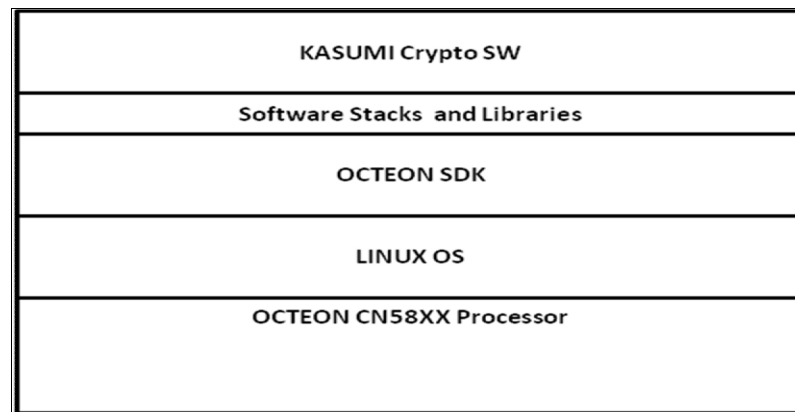 KASUMI Crypto SW
Software Stacks and Libraries
OCTEON SDK
LINUX OS
OCTEON CN58XX Processor